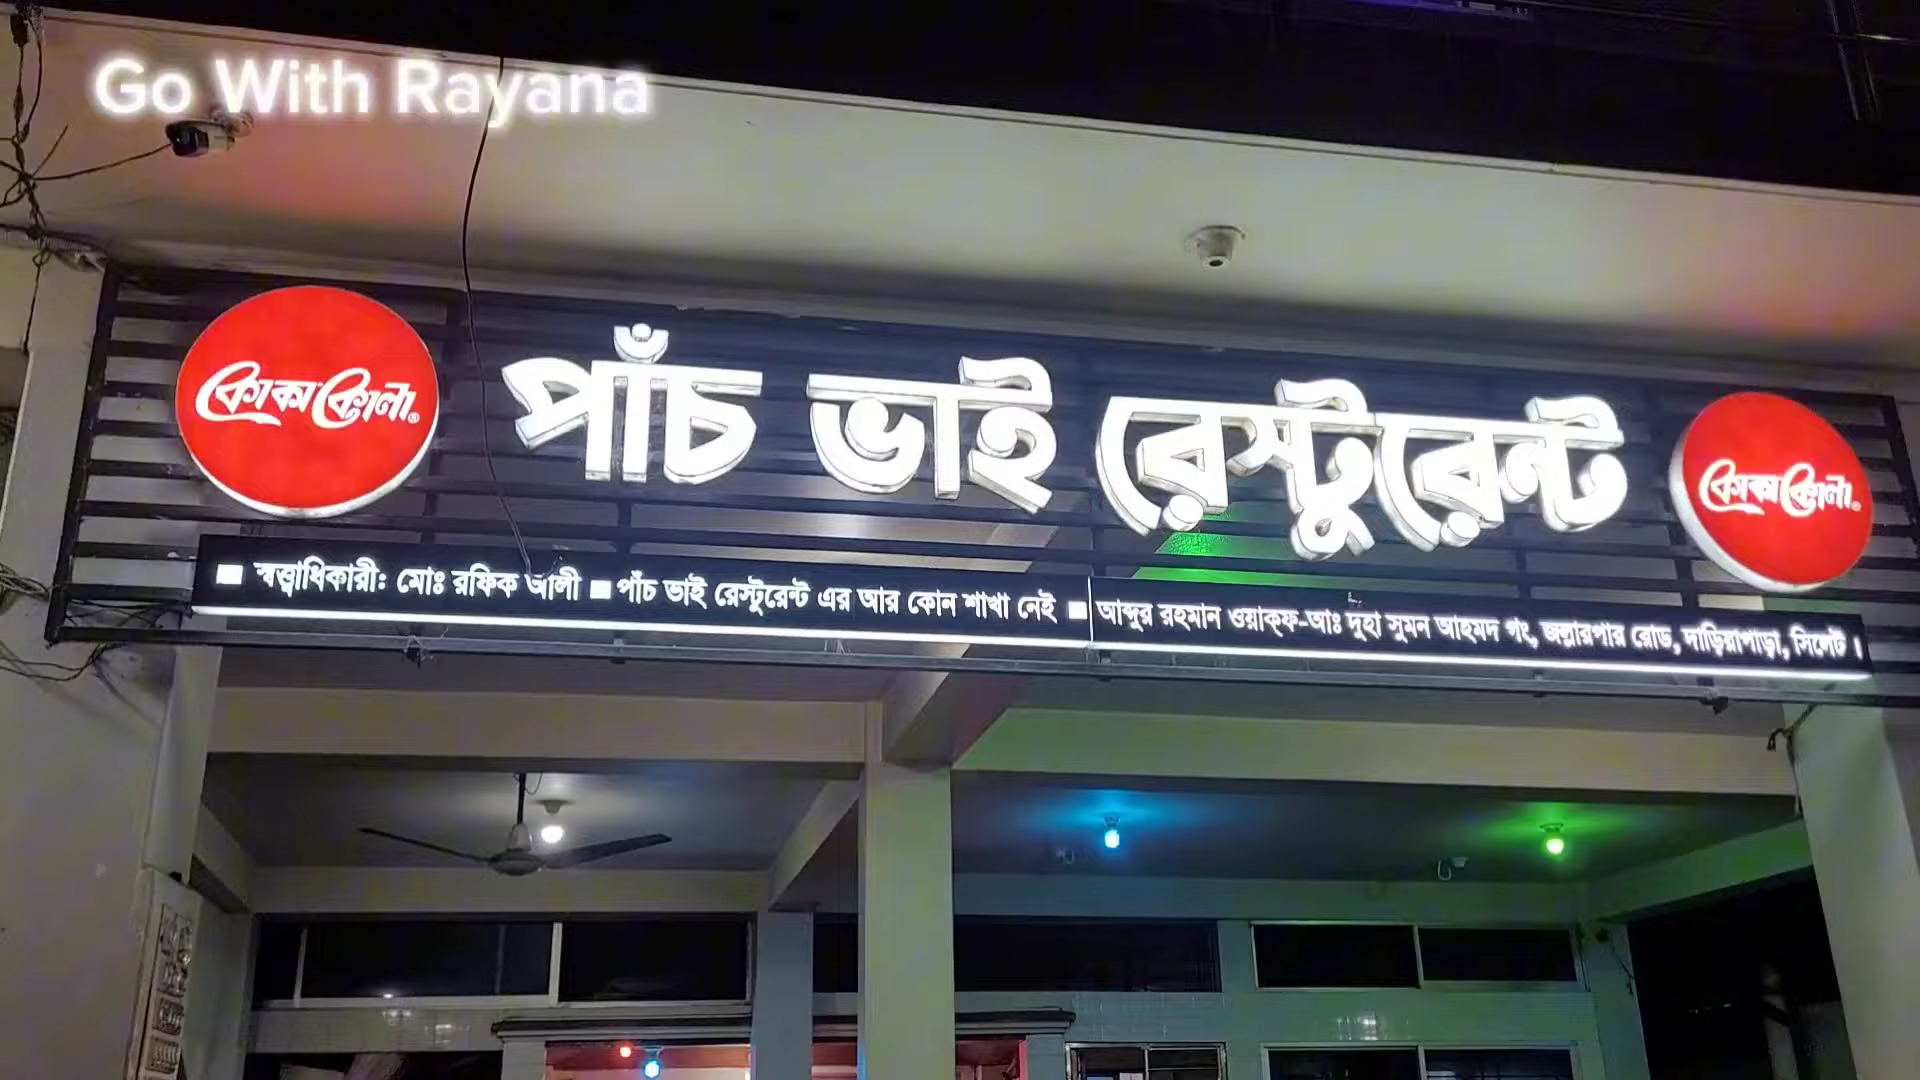 Go With Rayana
কোকা কোলা
পাঁচ ভাই রেস্টুরেন্ট
কোকা কোলা
■ স্বত্ত্বাধিকারী: মোঃ রফিক আলী ■ পাঁচ ভাই রেস্টুরেন্ট এর আর কোন শাখা নেই ■ আব্দুর রহমান ওয়াক্ফ-আঃ দুহা সুমন আহমদ গং, জল্লারপার রোড, দাড়িয়াপাড়া, সিলেট ।